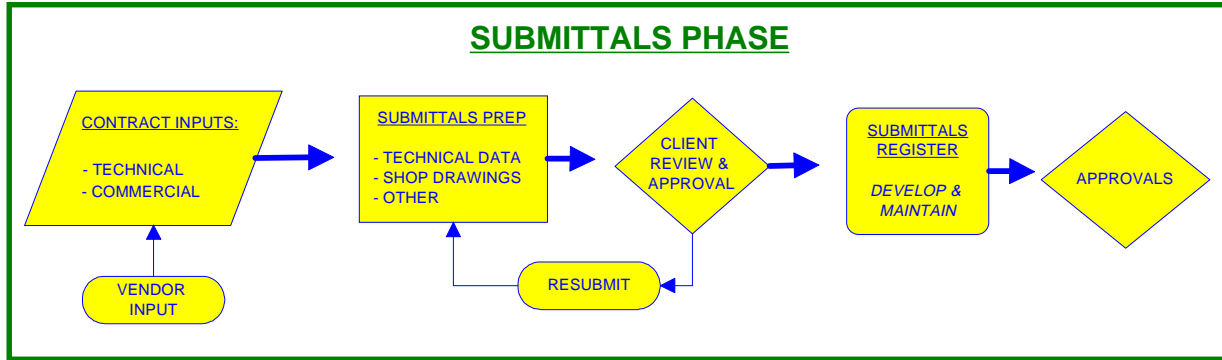 SUBMITTALS PHASE
CONTRACT INPUTS:
- TECHNICAL
- COMMERCIAL
VENDOR
INPUT
SUBMITTALS PREP
- TECHNICAL DATA
- SHOP DRAWINGS
- OTHER
CLIENT
REVIEW &
APPROVAL
RESUBMIT
SUBMITTALS
REGISTER
DEVELOP &
MAINTAIN
APPROVALS